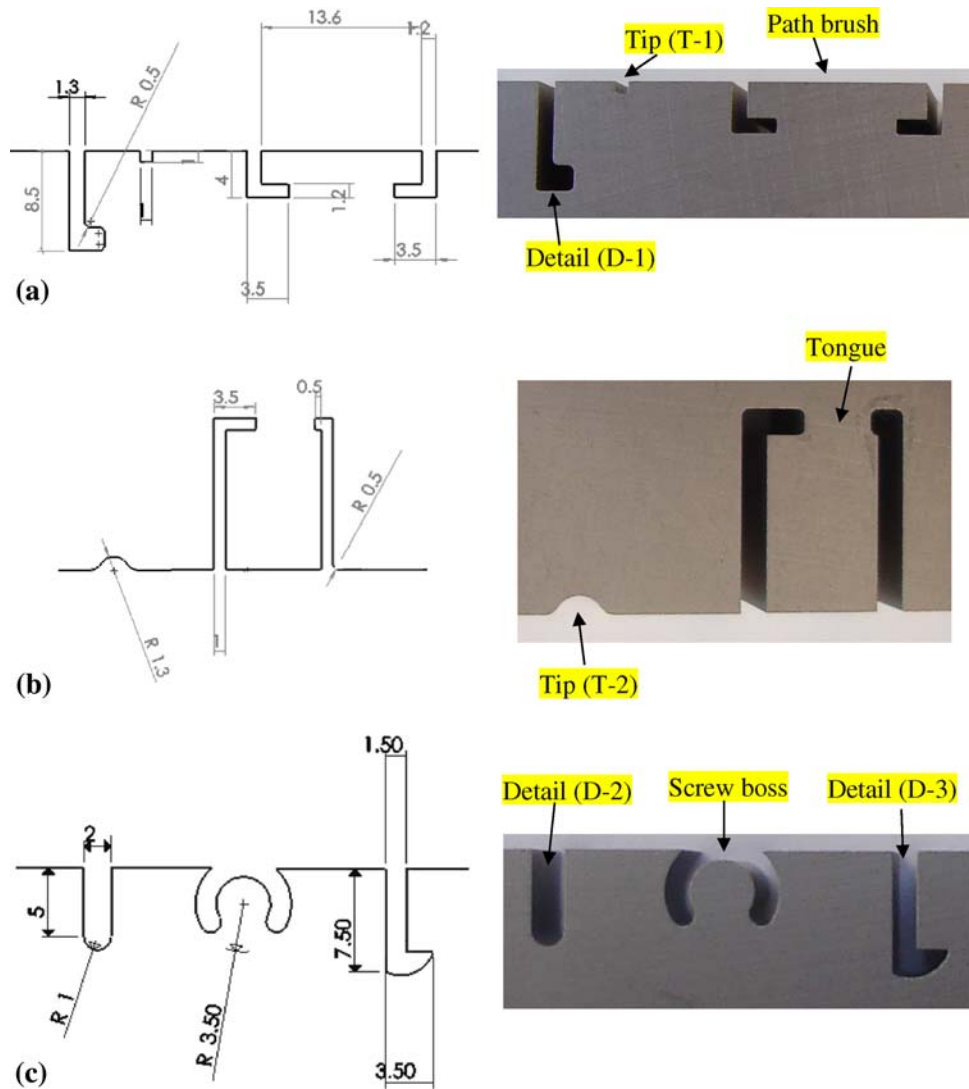 13.6
1.2
1.3
R 0.5
8.5
1
1
4
1.2
3.5
3.5
Tip (T-1)
Path brush
Detail (D-1)
(a)
3.5
0.5
R 0.5
R 1.3
1
Tongue
Tip (T-2)
(b)
1.50
2
5
7.50
R 1
R 3.50
3.50
Detail (D-2)
Screw boss
Detail (D-3)
(c)